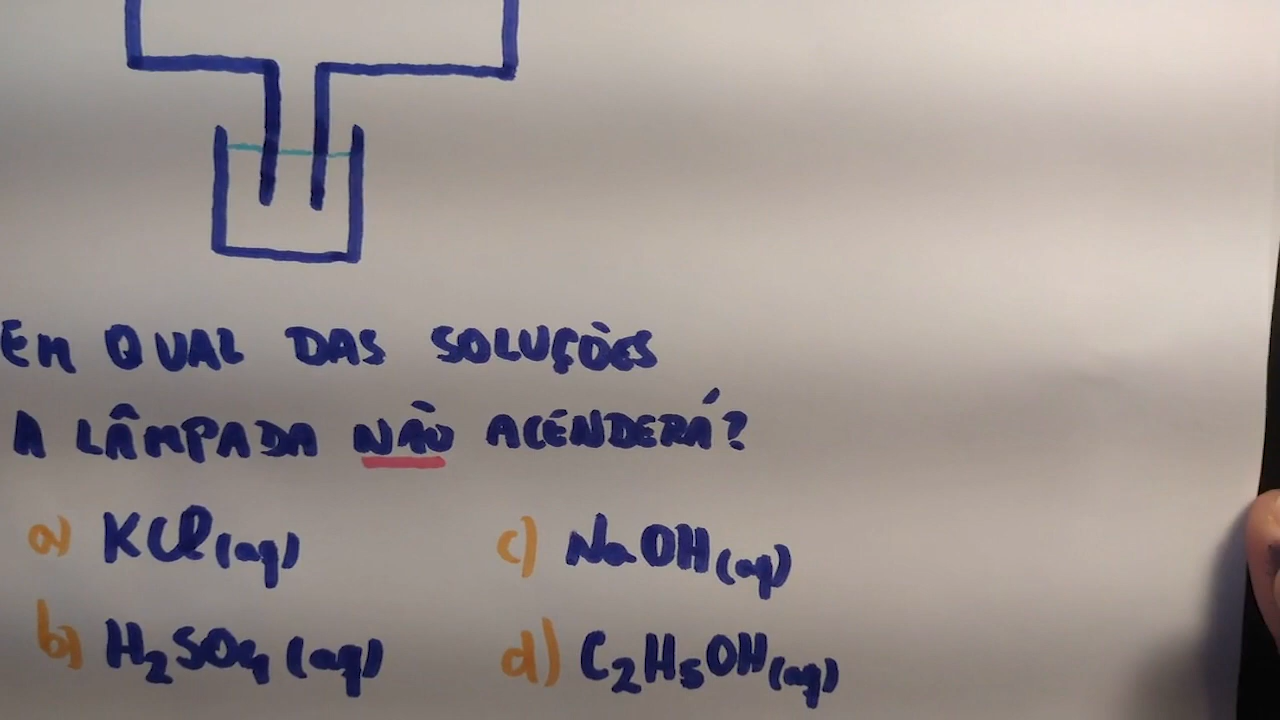 EM QUAL DAS SOLUÇÕES
A LÂMPADA NÃO ACENDERÁ?
a) KCl(aq) c) NaOH(aq)
b) H₂SO₄(aq) d) C₂H₅OH(aq)